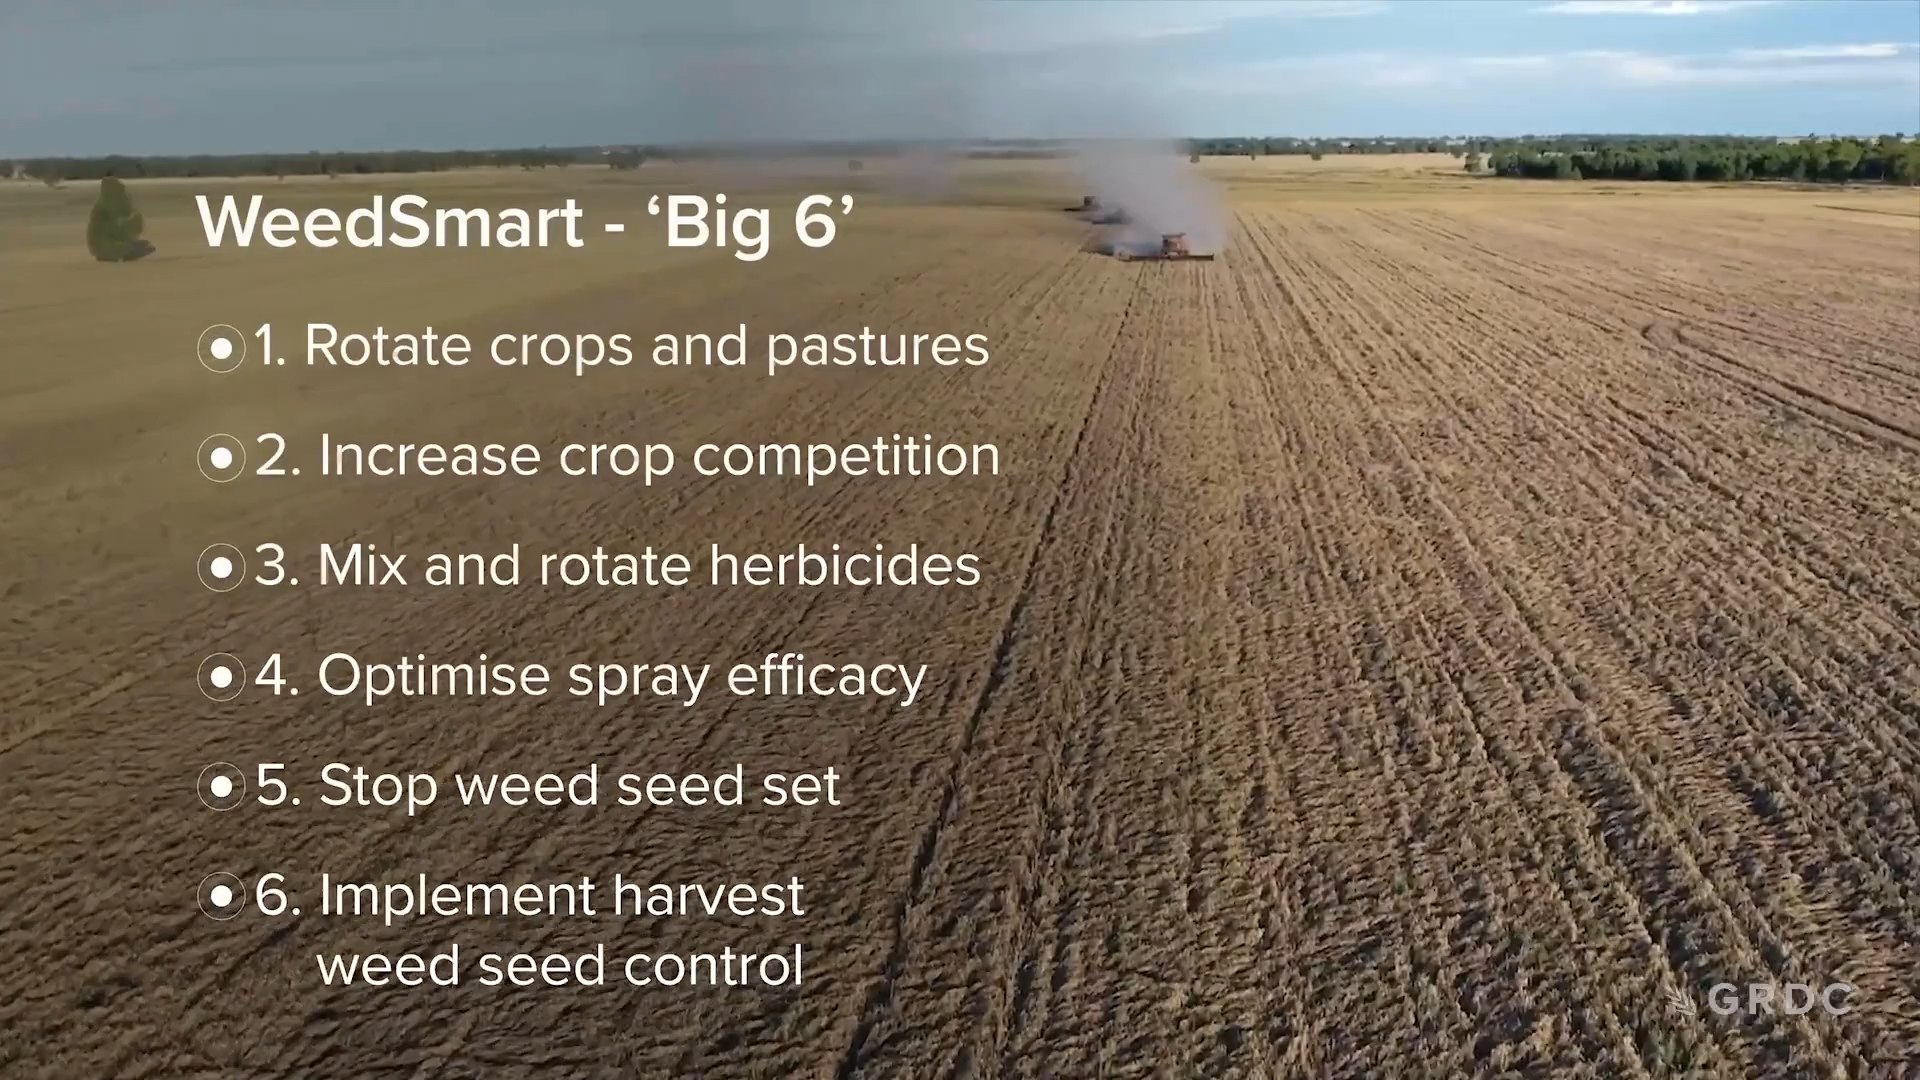 WeedSmart - ‘Big 6’
1. Rotate crops and pastures
2. Increase crop competition
3. Mix and rotate herbicides
4. Optimise spray efficacy
5. Stop weed seed set
6. Implement harvest
weed seed control
GRDC